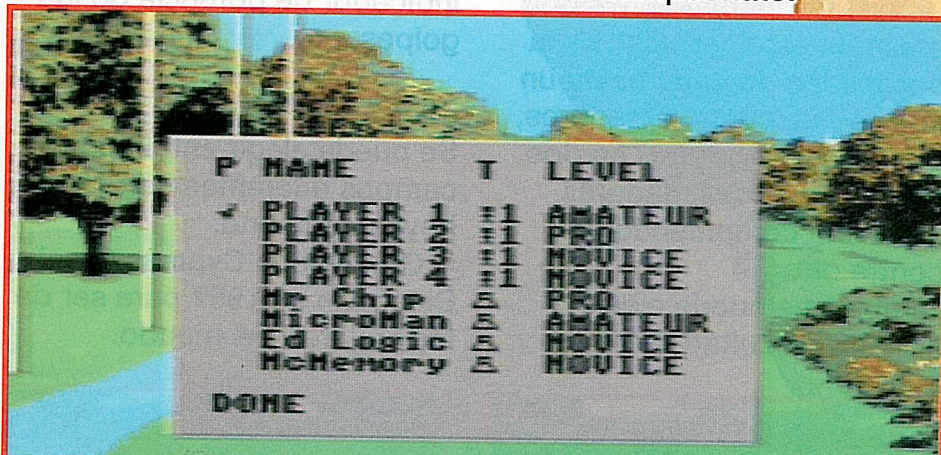 P NAME T LEVEL
PLAYER 1 :1 AMATEUR
PLAYER 2 :1 PRO
PLAYER 3 :1 NOVICE
PLAYER 4 :1 NOVICE
Mr Chip PRO
MicroMan AMATEUR
Ed Logic NOVICE
McMemory NOVICE
DONE